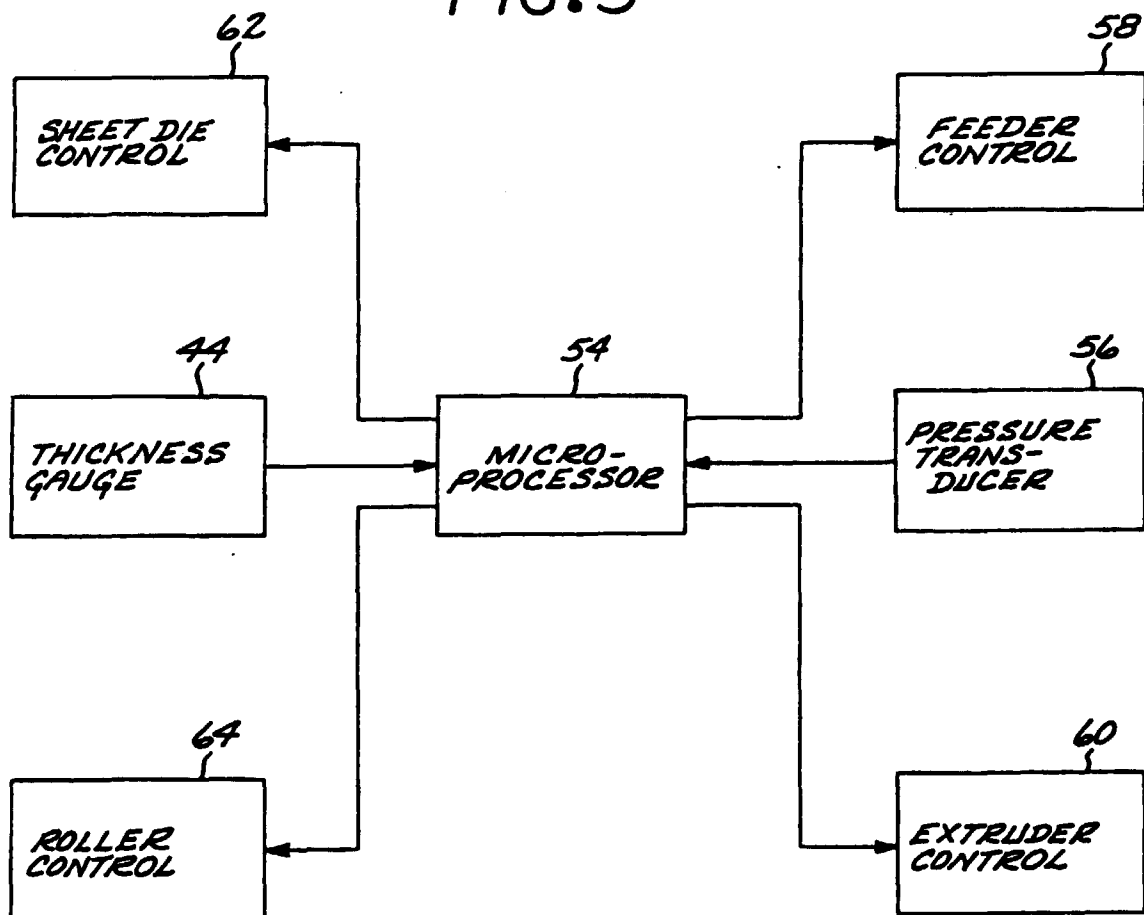 FIG.
62
58
SHEET DIE
CONTROL
FEEDER
CONTROL
44
54
56
THICKNESS
GAUGE
MICRO-
PROCESSOR
PRESSURE
TRANS-
DUCER
64
60
ROLLER
CONTROL
EXTRUDER
CONTROL